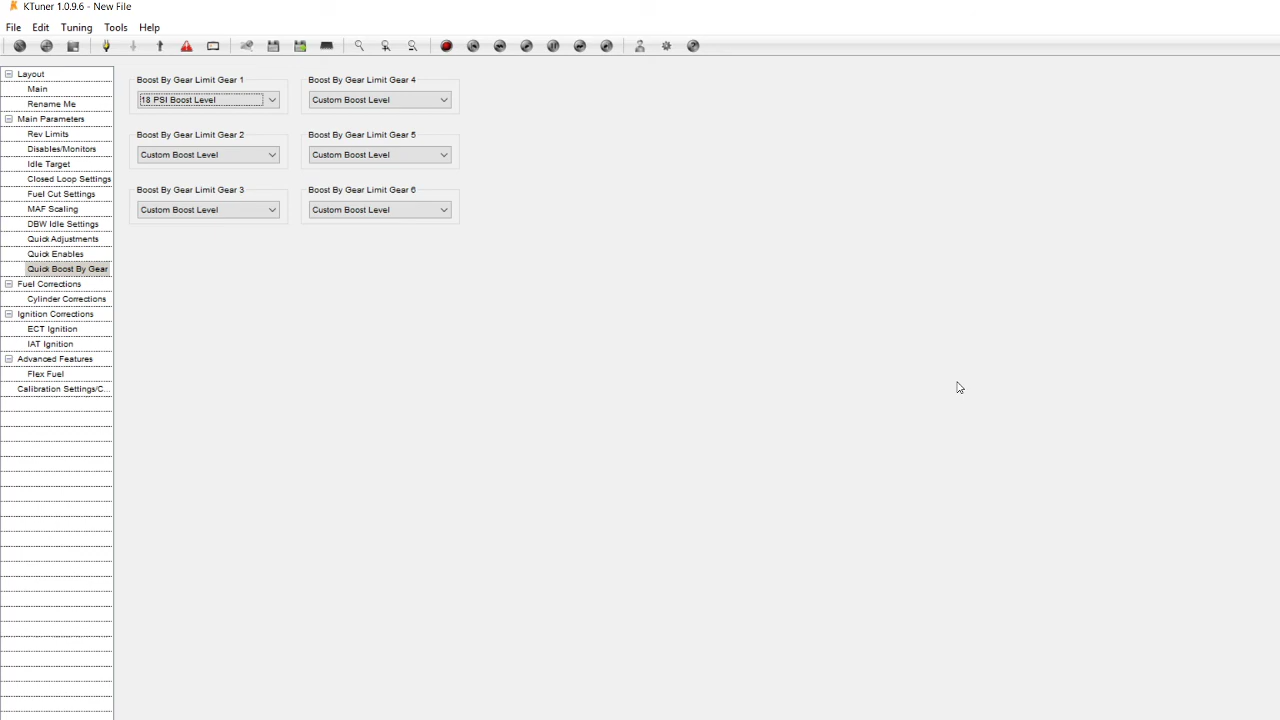 KTuner 1.0.9.6 - New File
File Edit Tuning Tools Help
Layout
Main
Rename Me
Main Parameters
Rev Limits
Disables/Monitors
Idle Target
Closed Loop Settings
Fuel Cut Settings
MAF Scaling
DBW Idle Settings
Quick Adjustments
Quick Enables
Quick Boost By Gear
Fuel Corrections
Cylinder Corrections
Ignition Corrections
ECT Ignition
IAT Ignition
Advanced Features
Flex Fuel
Calibration Settings/C...
Boost By Gear Limit Gear 1
18 PSI Boost Level
Boost By Gear Limit Gear 2
Custom Boost Level
Boost By Gear Limit Gear 3
Custom Boost Level
Boost By Gear Limit Gear 4
Custom Boost Level
Boost By Gear Limit Gear 5
Custom Boost Level
Boost By Gear Limit Gear 6
Custom Boost Level